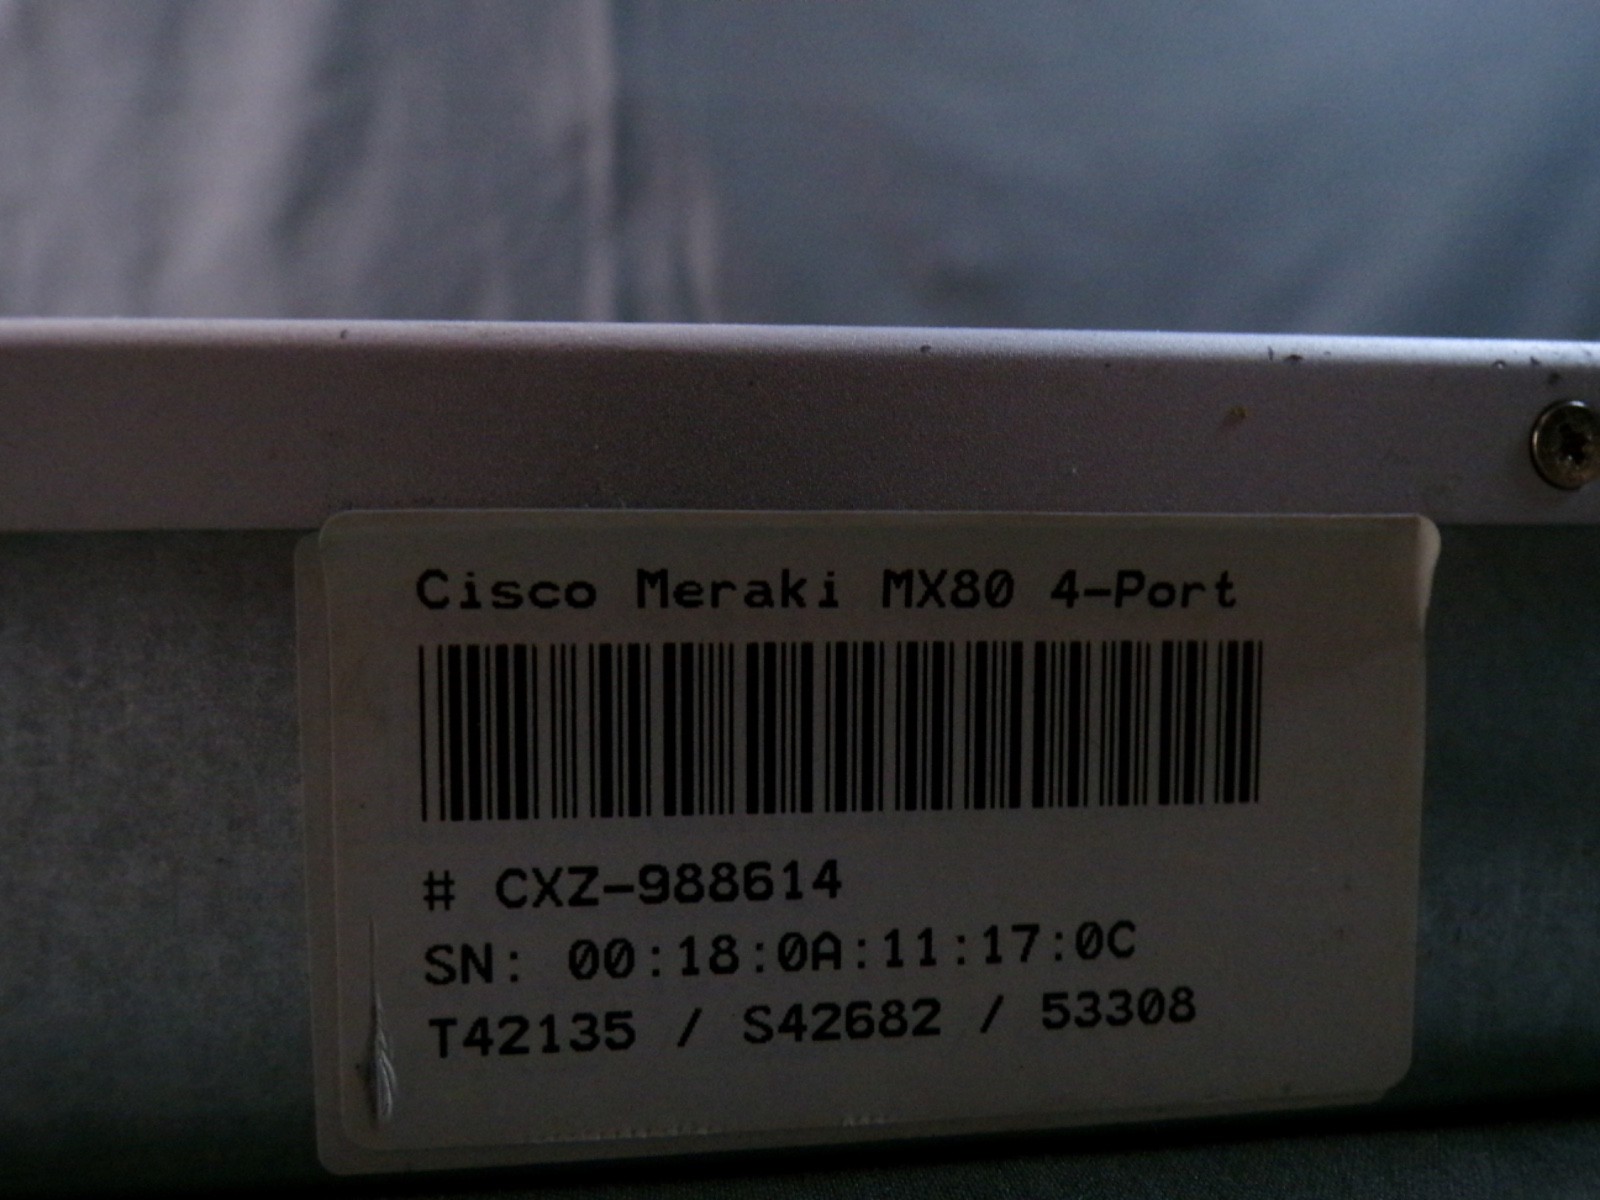 Cisco Meraki MX80 4-Port
# CXZ-988614
SN: 00:18:0A:11:17:0C
T42135 / S42682 / 53308